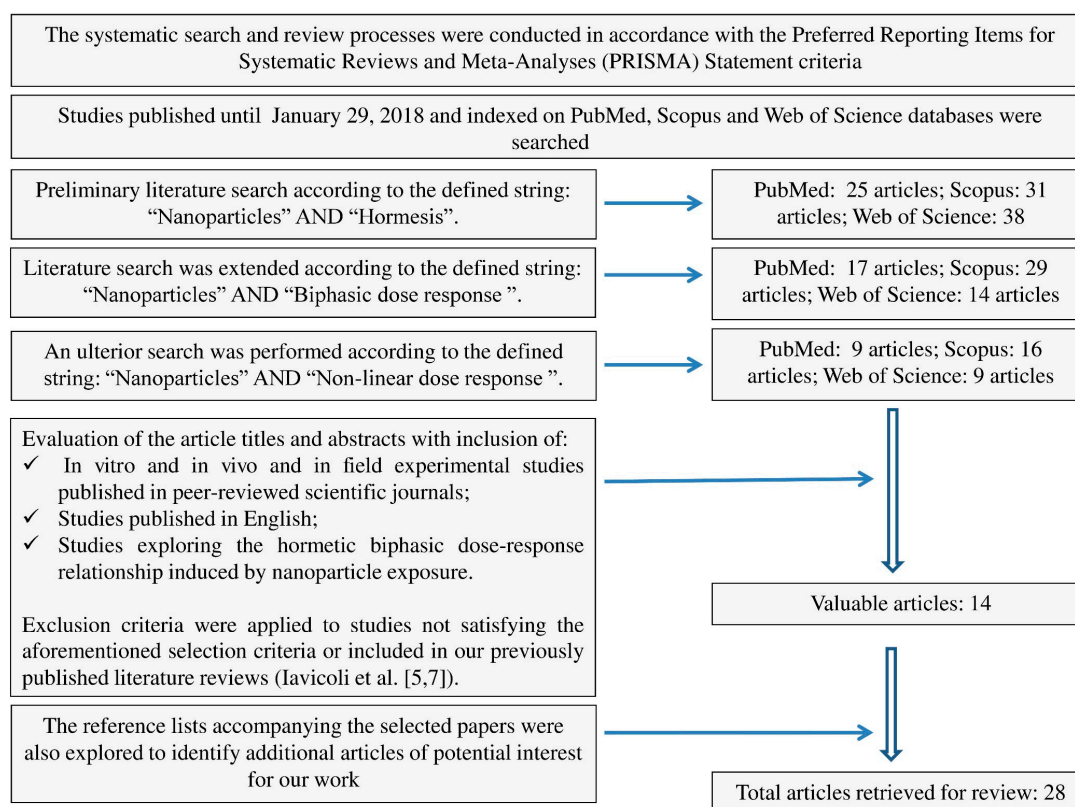 The systematic search and review processes were conducted in accordance with the Preferred Reporting Items for
Systematic Reviews and Meta-Analyses (PRISMA) Statement criteria
Studies published until January 29, 2018 and indexed on PubMed, Scopus and Web of Science databases were
searched
Preliminary literature search according to the defined string:
“Nanoparticles” AND “Hormesis”.
PubMed: 25 articles; Scopus: 31
articles; Web of Science: 38
Literature search was extended according to the defined string:
“Nanoparticles” AND “Biphasic dose response ”.
PubMed: 17 articles; Scopus: 29
articles; Web of Science: 14 articles
An ulterior search was performed according to the defined
string: “Nanoparticles” AND “Non-linear dose response ”.
PubMed: 9 articles; Scopus: 16
articles; Web of Science: 9 articles
Evaluation of the article titles and abstracts with inclusion of:
✓ In vitro and in vivo and in field experimental studies
published in peer-reviewed scientific journals;
✓ Studies published in English;
✓ Studies exploring the hormetic biphasic dose-response
relationship induced by nanoparticle exposure.
Exclusion criteria were applied to studies not satisfying the
aforementioned selection criteria or included in our previously
published literature reviews (Iavicoli et al. [5,7]).
Valuable articles: 14
The reference lists accompanying the selected papers were
also explored to identify additional articles of potential interest
for our work
Total articles retrieved for review: 28